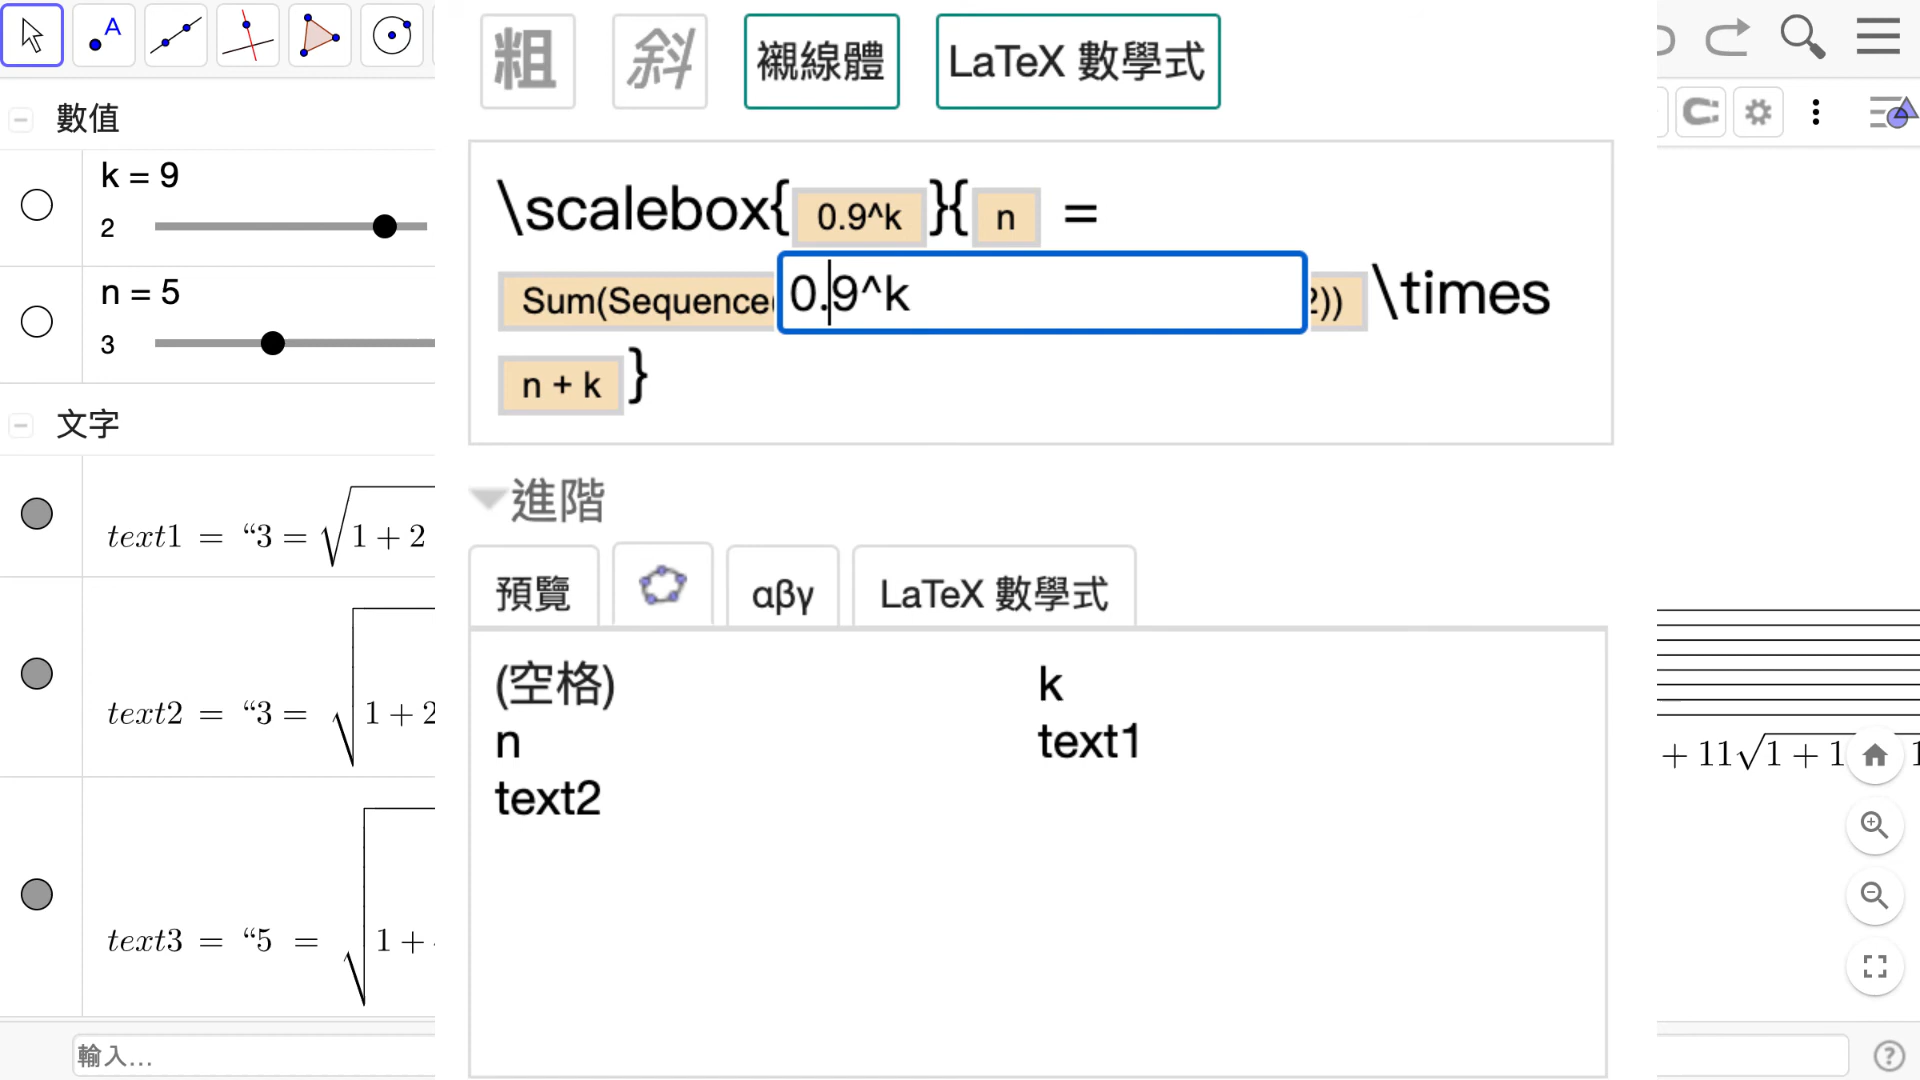 A
粗
斜
襯線體
LaTeX 數學式
數值
k = 9
2
n = 5
3
\scalebox{ 0.9^k }{ n =
Sum(Sequence( 0.9^k 2)) \times
n + k }
文字
text1 = “3 = √1 + 2
text2 = “3 = √1 + 2
text3 = “5 = √1 +
進階
預覽
αβγ
LaTeX 數學式
(空格)
k
n
text1
text2
+ 11√1 + 1
輸入...